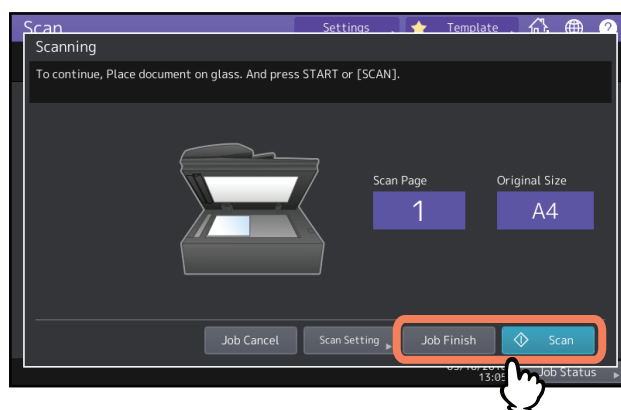 Scan Settings Template ?
Scanning
To continue, Place document on glass. And press START or [SCAN].
Scan Page Original Size
1 A4
Job Cancel Scan Setting Job Finish Scan
13:05 Job Status